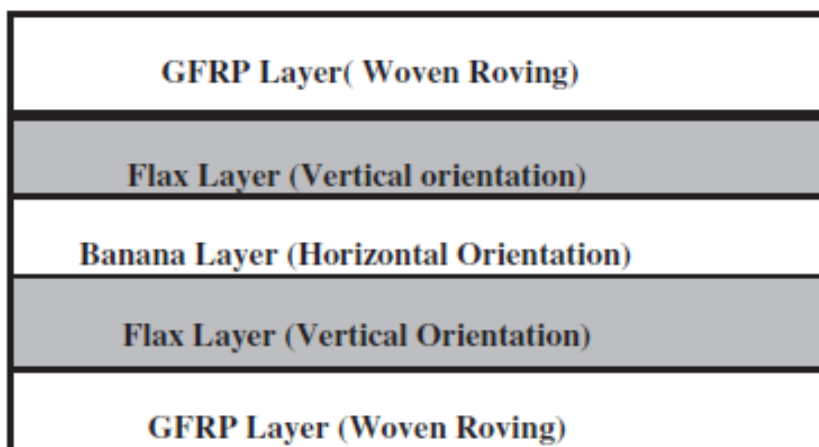 GFRP Layer( Woven Roving)
Flax Layer (Vertical orientation)
Banana Layer (Horizontal Orientation)
Flax Layer (Vertical Orientation)
GFRP Layer (Woven Roving)